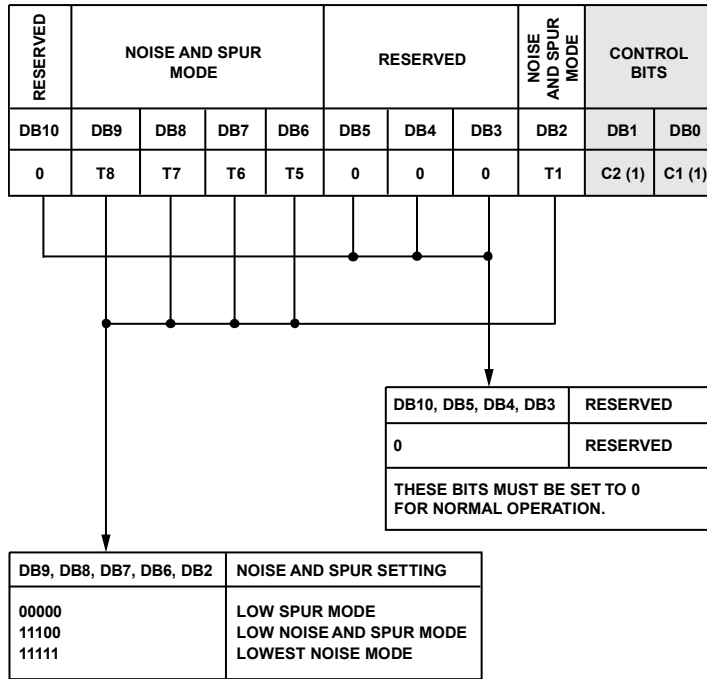 RESERVED
NOISE AND SPUR
MODE
RESERVED
NOISE
AND SPUR
MODE
CONTROL
BITS
DB10 DB9 DB8 DB7 DB6 DB5 DB4 DB3 DB2 DB1 DB0
0 T8 T7 T6 T5 0 0 0 T1 C2 (1) C1 (1)
DB10, DB5, DB4, DB3 RESERVED
0 RESERVED
THESE BITS MUST BE SET TO 0
FOR NORMAL OPERATION.
DB9, DB8, DB7, DB6, DB2 NOISE AND SPUR SETTING
00000 LOW SPUR MODE
11100 LOW NOISE AND SPUR MODE
11111 LOWEST NOISE MODE